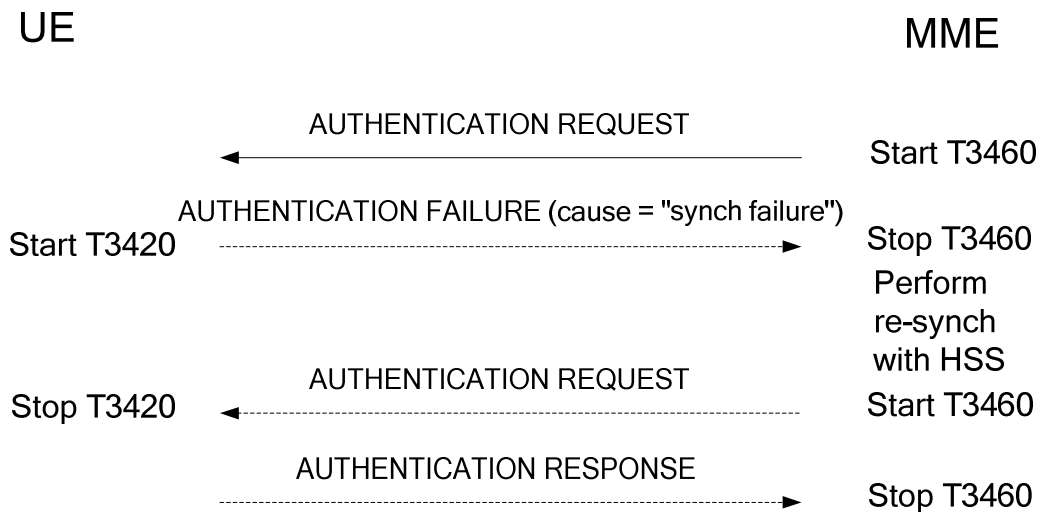 UE
MME
AUTHENTICATION REQUEST
Start T3460
AUTHENTICATION FAILURE (cause = "synch failure")
Start T3420
Stop T3460
Perform
re-synch
with HSS
AUTHENTICATION REQUEST
Stop T3420
Start T3460
AUTHENTICATION RESPONSE
Stop T3460